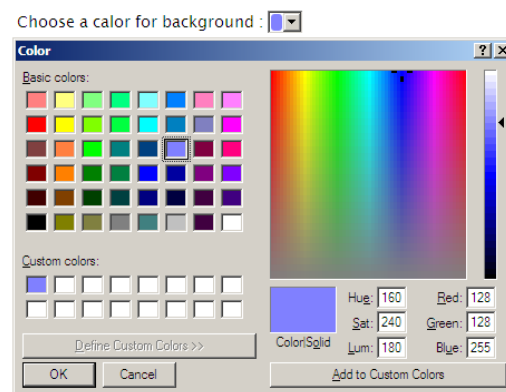 Choose a calor for background :
Color
Basic colors:
Custom colors:
Define Custom Colors >>
OK Cancel
Color|Solid
Hue: 160 Red: 128
Sat: 240 Green: 128
Lum: 180 Blue: 255
Add to Custom Colors